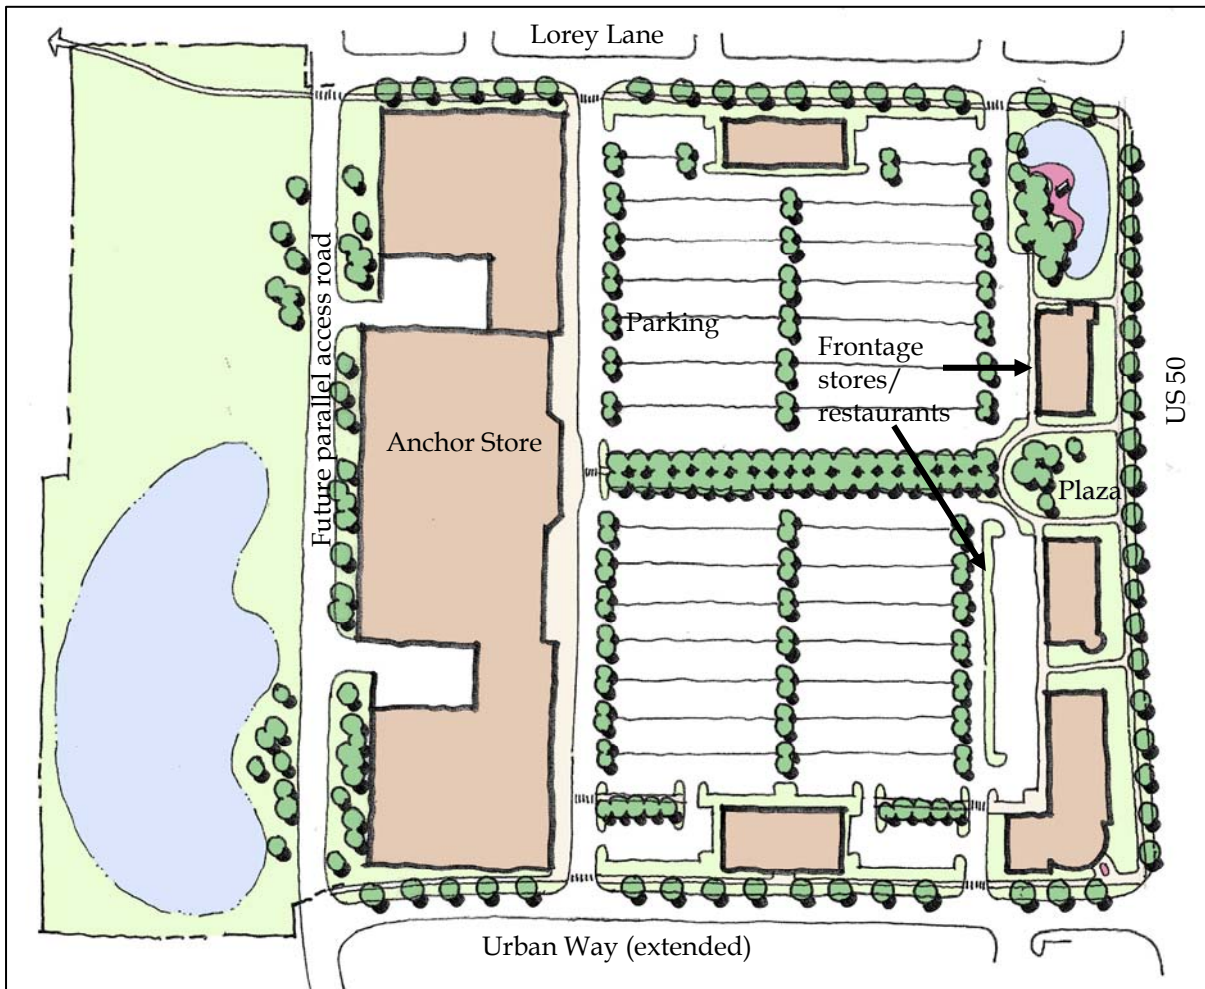 Lorey Lane
Future parallel access road
Parking
Frontage
stores/
restaurants
US 50
Anchor Store
Plaza
Urban Way (extended)